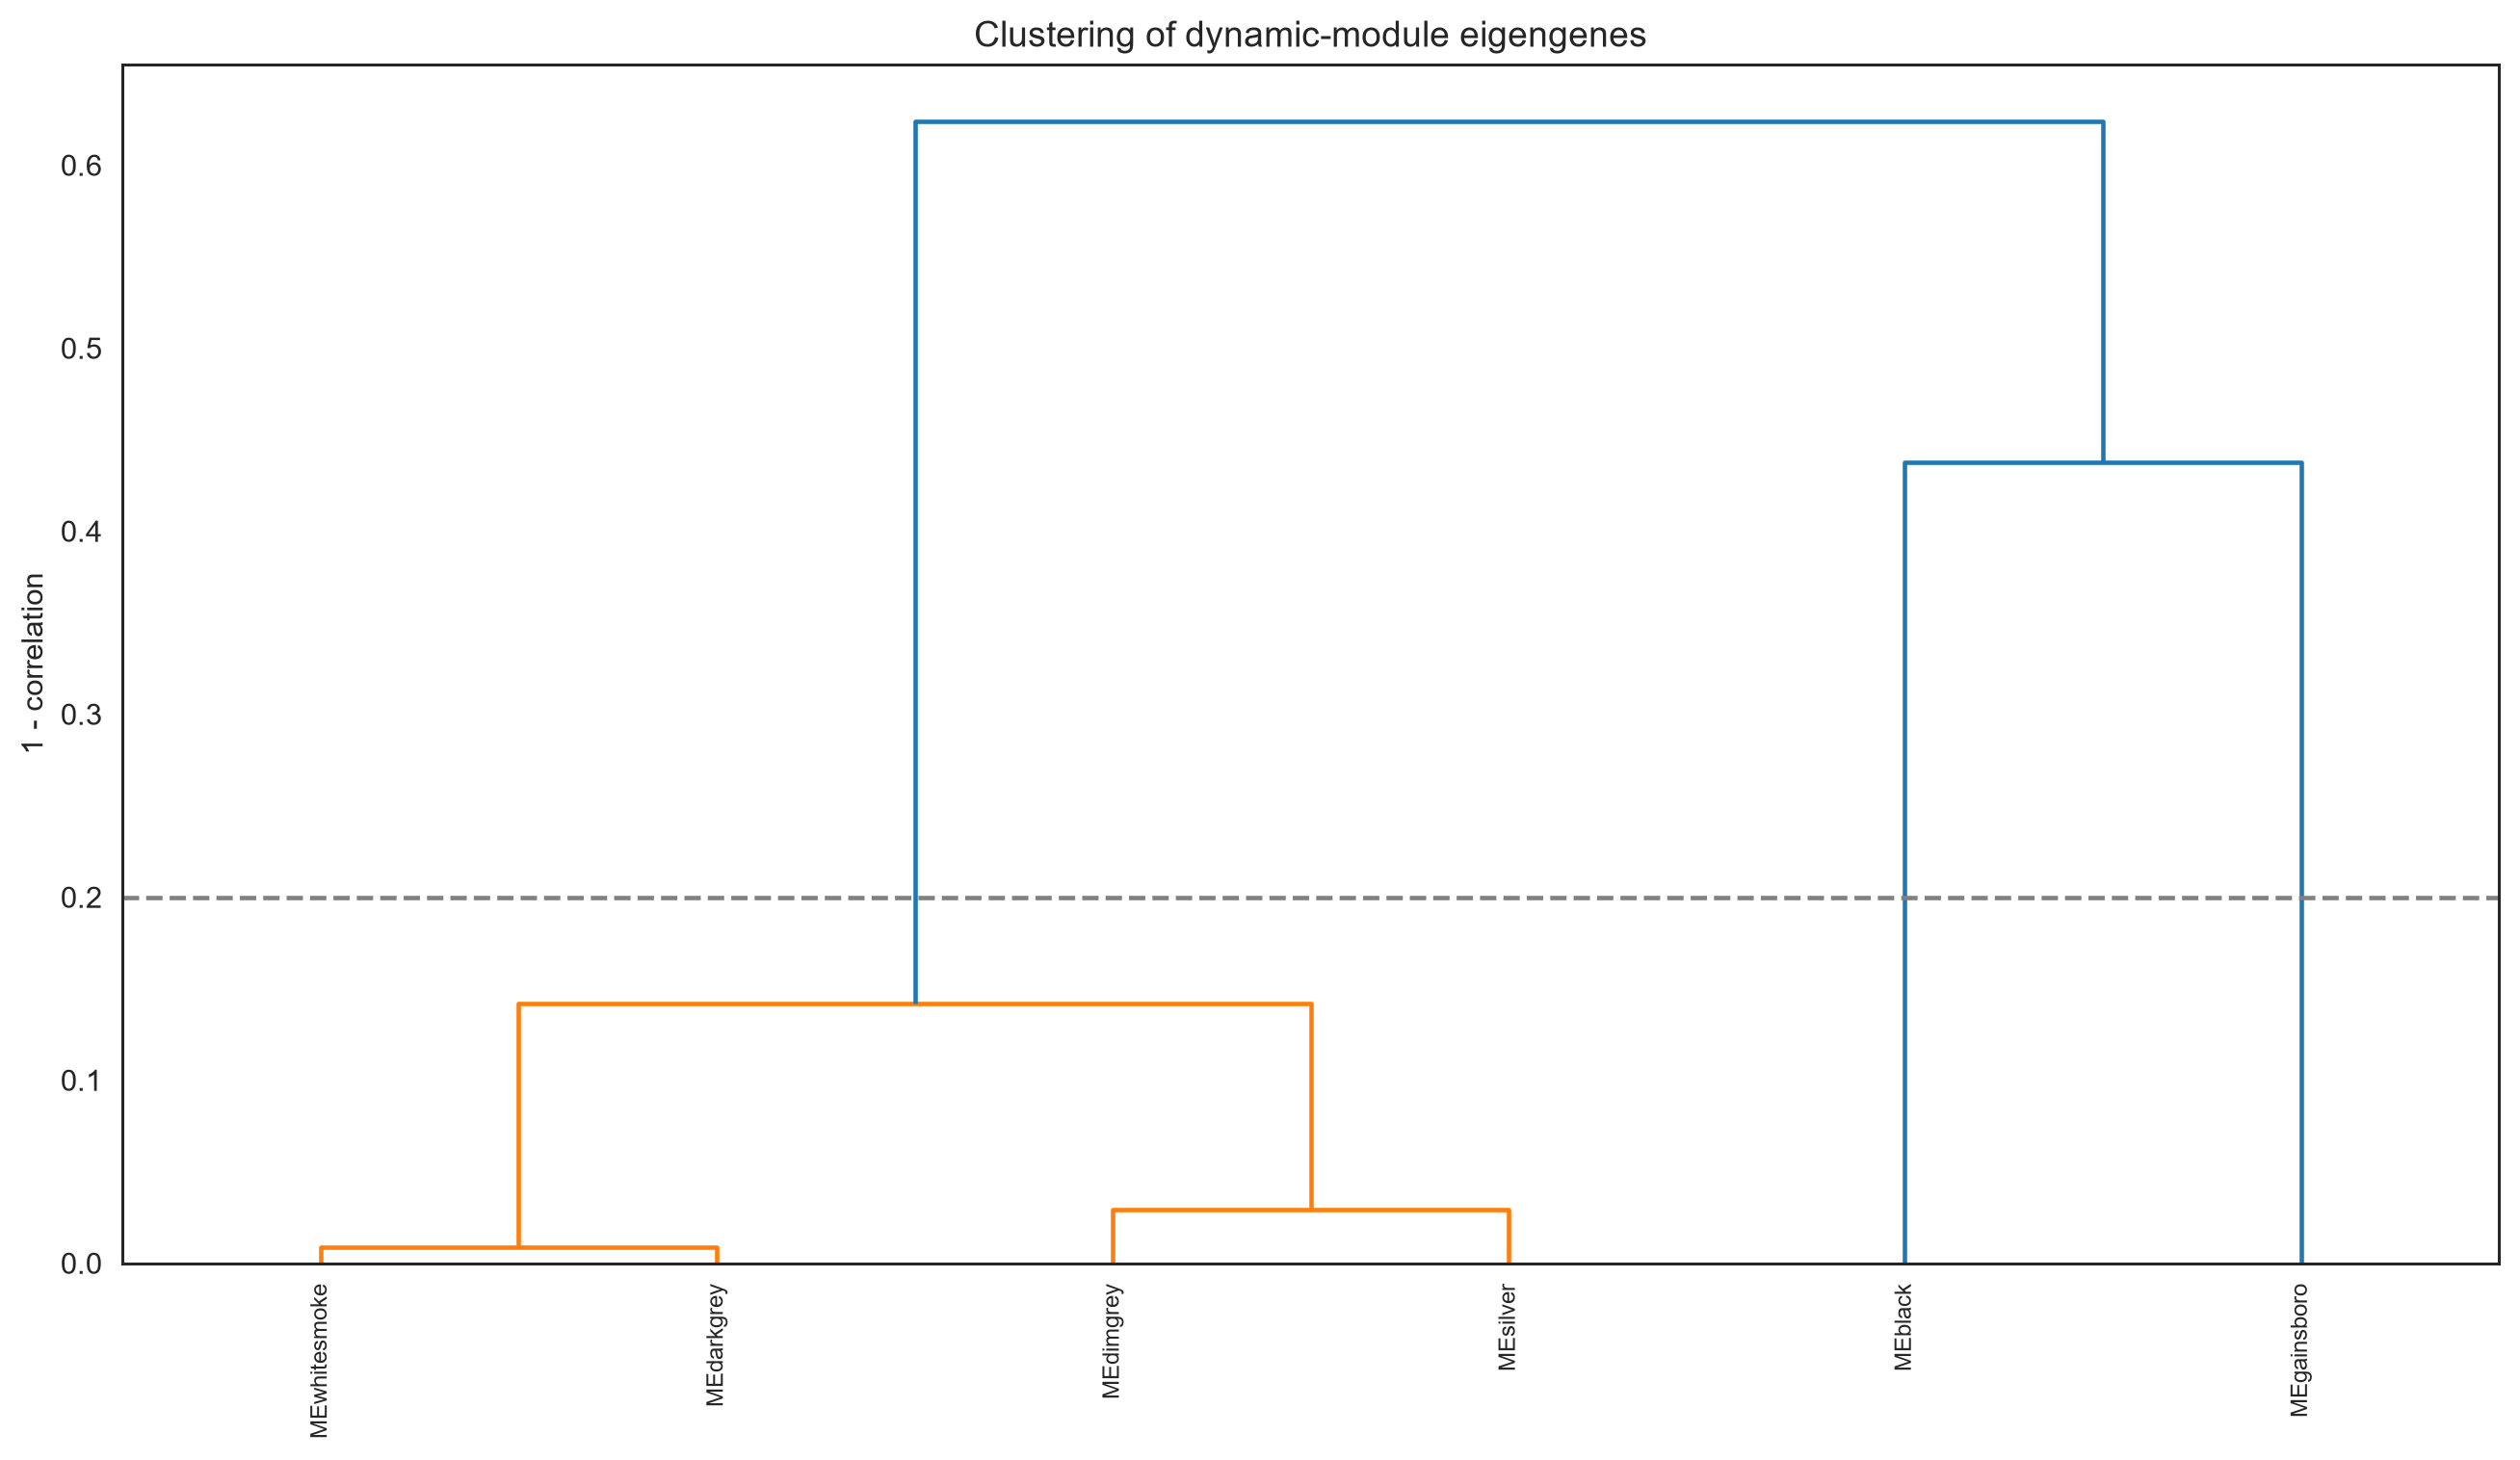 Clustering of dynamic-module eigengenes
0.6
0.5
0.4
0.3
0.2
0.1
0.0
1 - correlation
MEwhitesmoke
MEdarkgrey
MEdimgrey
MEsilver
MEblack
MEgainsboro